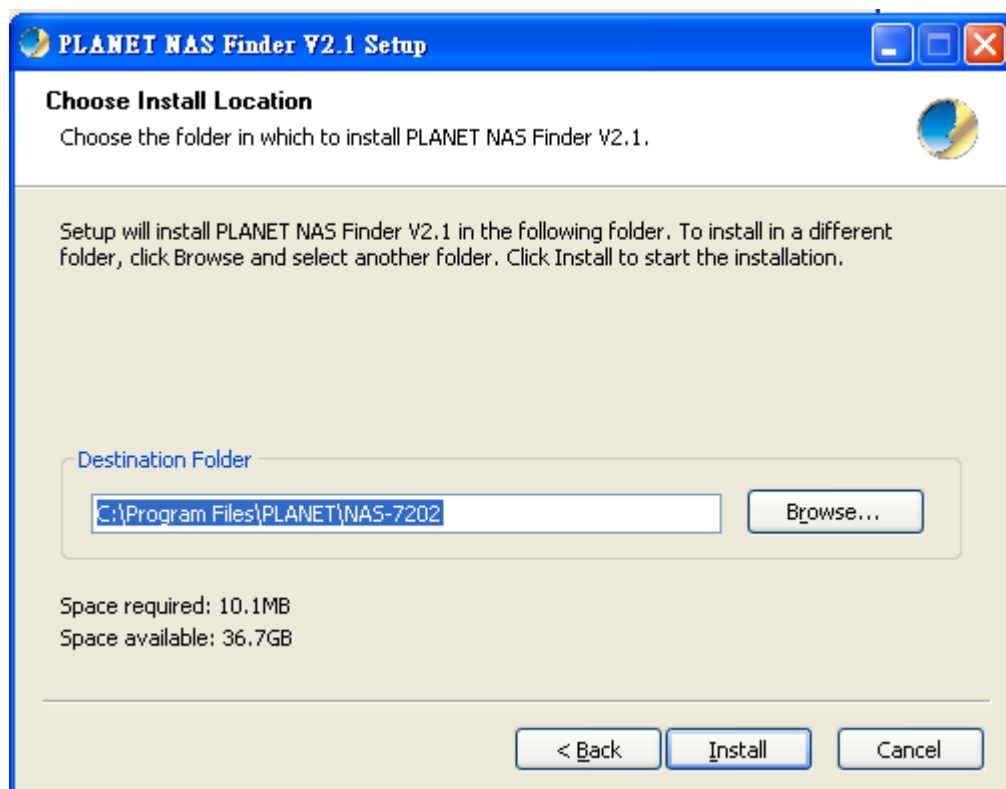 PLANET NAS Finder V2.1 Setup
Choose Install Location
Choose the folder in which to install PLANET NAS Finder V2.1.
Setup will install PLANET NAS Finder V2.1 in the following folder. To install in a different
folder, click Browse and select another folder. Click Install to start the installation.
Destination Folder
C:\Program Files\PLANET\NAS-7202
Browse...
Space required: 10.1MB
Space available: 36.7GB
< Back
Install
Cancel